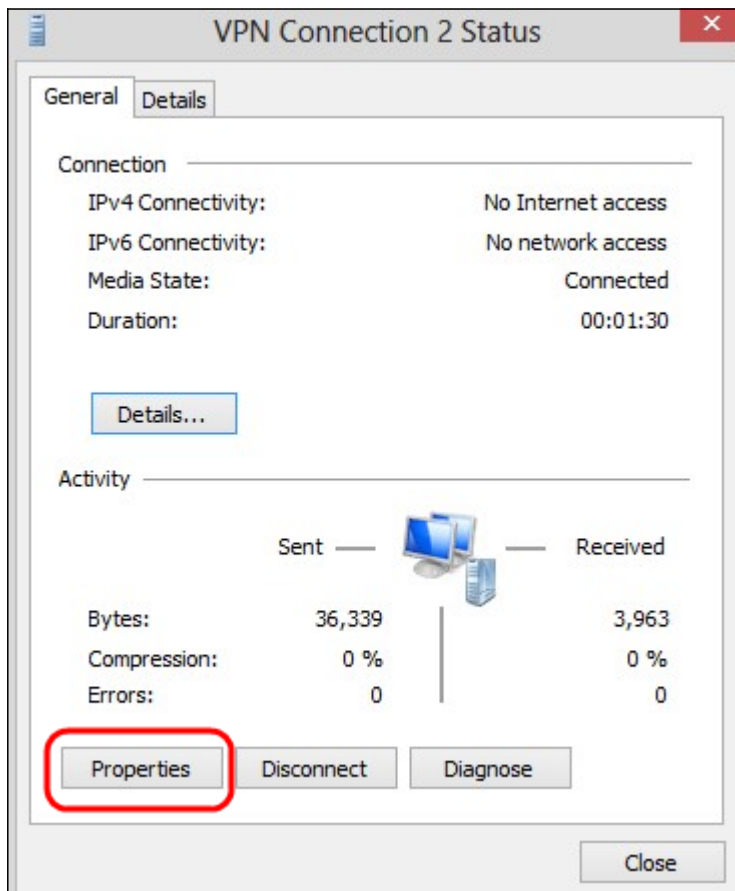 VPN Connection 2 Status
General Details
Connection
IPv4 Connectivity: No Internet access
IPv6 Connectivity: No network access
Media State: Connected
Duration: 00:01:30
Details...
Activity
Sent Received
Bytes: 36,339 3,963
Compression: 0 % 0 %
Errors: 0 0
Properties Disconnect Diagnose
Close